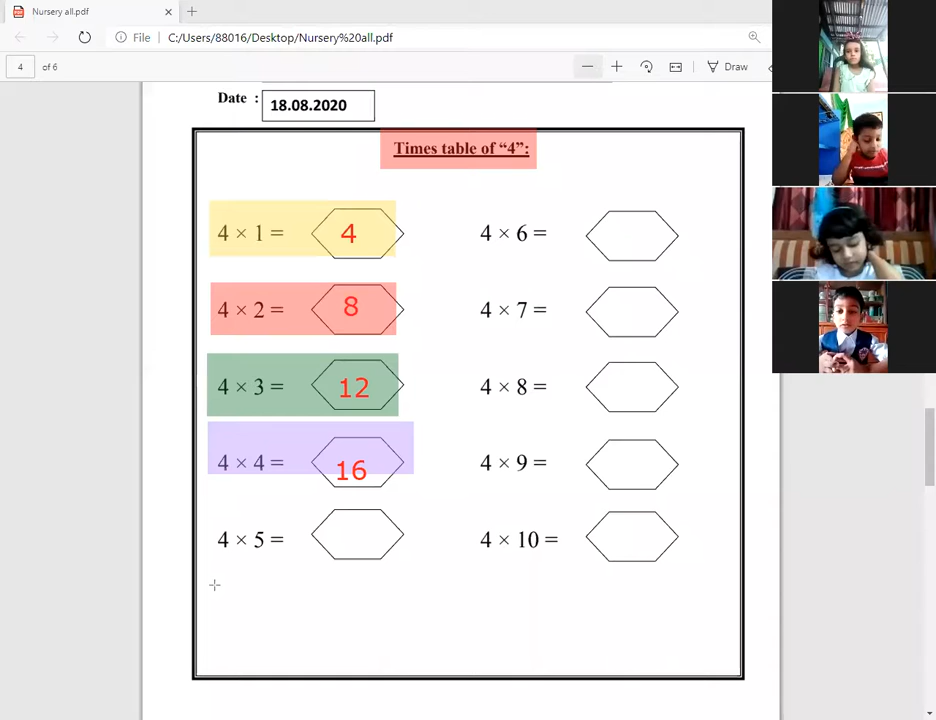 Nursery all.pdf
File C:/Users/88016/Desktop/Nursery%20all.pdf
4 of 6 Draw
Date : 18.08.2020
Times table of “4”:
4 × 1 = 4 4 × 6 =
4 × 2 = 8 4 × 7 =
4 × 3 = 12 4 × 8 =
4 × 4 = 16 4 × 9 =
4 × 5 = 4 × 10 =